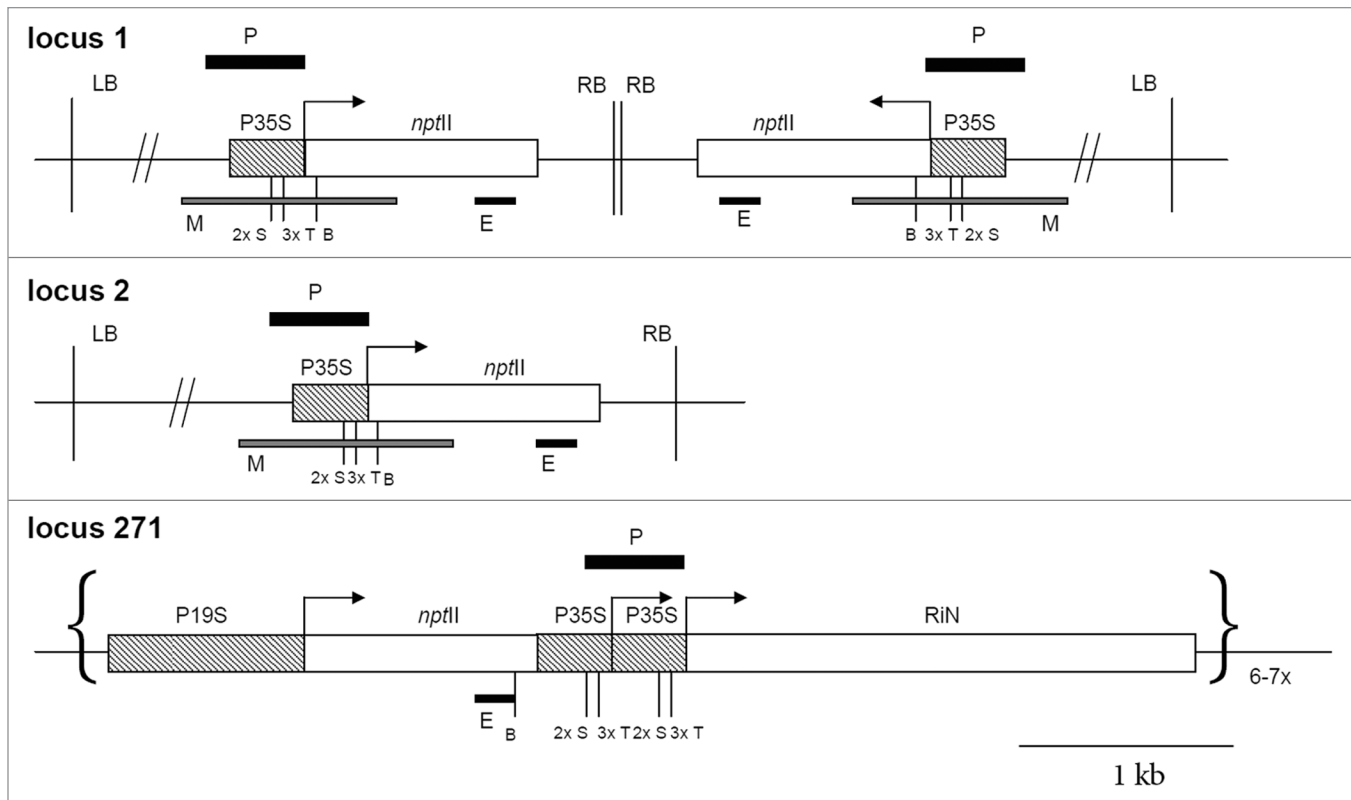 locus 1
P
P
LB
RB
RB
LB
P35S
nptII
nptII
P35S
M
2x S
3x T
B
E
E
B
3x T
2x S
M
locus 2
P
LB
RB
P35S
nptII
M
2x S
3x T
B
E
locus 271
P
P19S
nptII
P35S
P35S
RiN
6-7x
E
B
2x S
3x T
2x S
3x T
1 kb